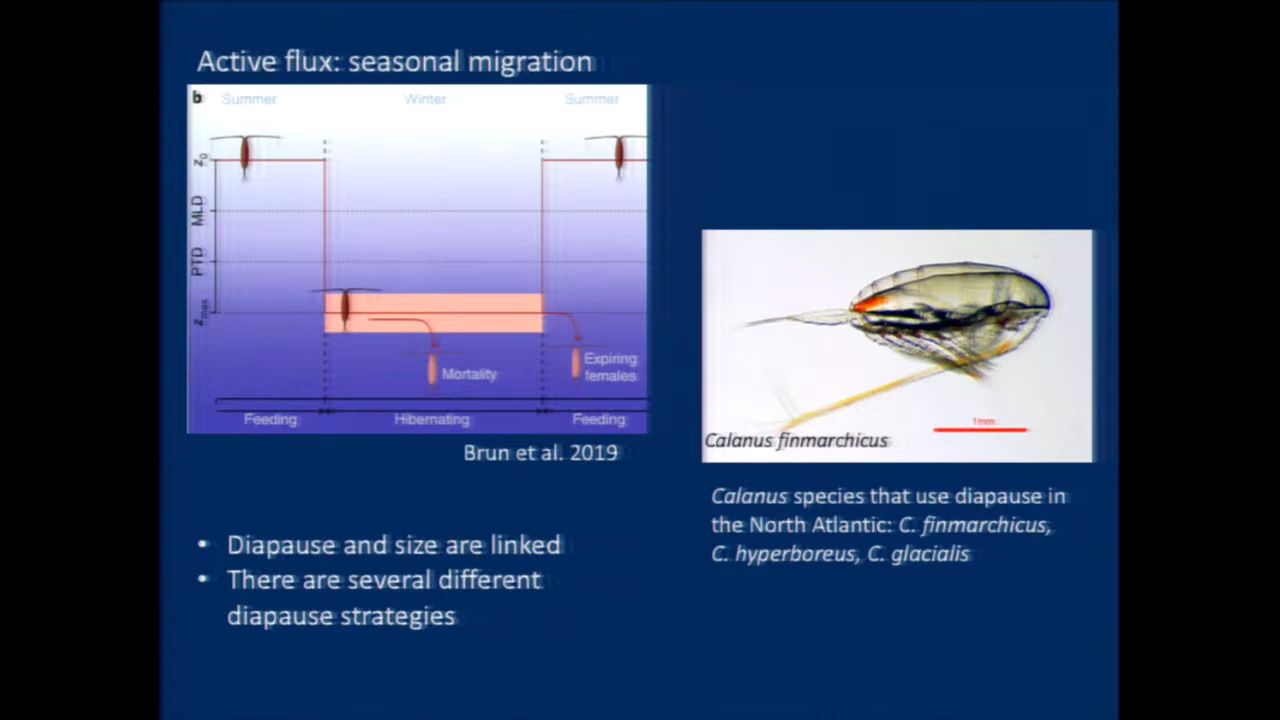 Active flux: seasonal migration
b
Summer
Winter
Summer
z0
MLD
PTD
zmax
Mortality
Expiring
females
Feeding
Hibernating
Feeding
Brun et al. 2019
1mm
Calanus finmarchicus
Calanus species that use diapause in
the North Atlantic: C. finmarchicus,
C. hyperboreus, C. glacialis
• Diapause and size are linked
• There are several different
diapause strategies